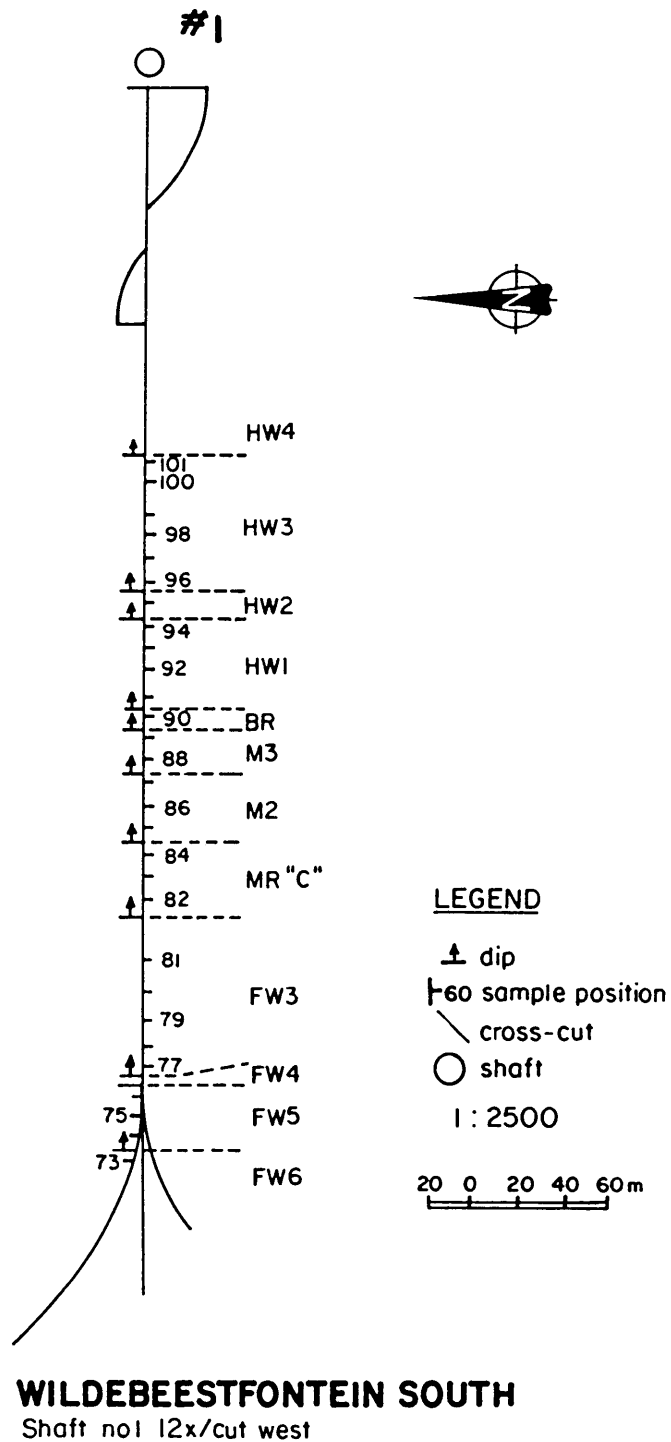 #1
N
HW4
101
100
98 HW3
96
HW2
94
92 HW1
90 BR
88 M3
86 M2
84
MR "C"
82
81
FW3
79
77
FW4
75 FW5
73
FW6
LEGEND
dip
60 sample position
cross-cut
shaft
1:2500
20 0 20 40 60m
WILDEBEESTFONTEIN SOUTH
Shaft no1 12x/cut west